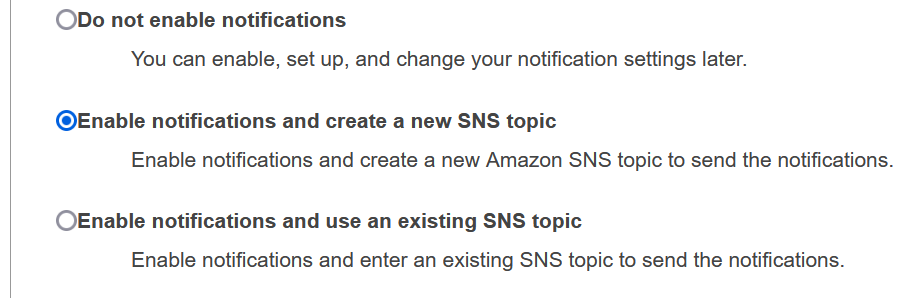 Do not enable notifications
You can enable, set up, and change your notification settings later.
Enable notifications and create a new SNS topic
Enable notifications and create a new Amazon SNS topic to send the notifications.
Enable notifications and use an existing SNS topic
Enable notifications and enter an existing SNS topic to send the notifications.